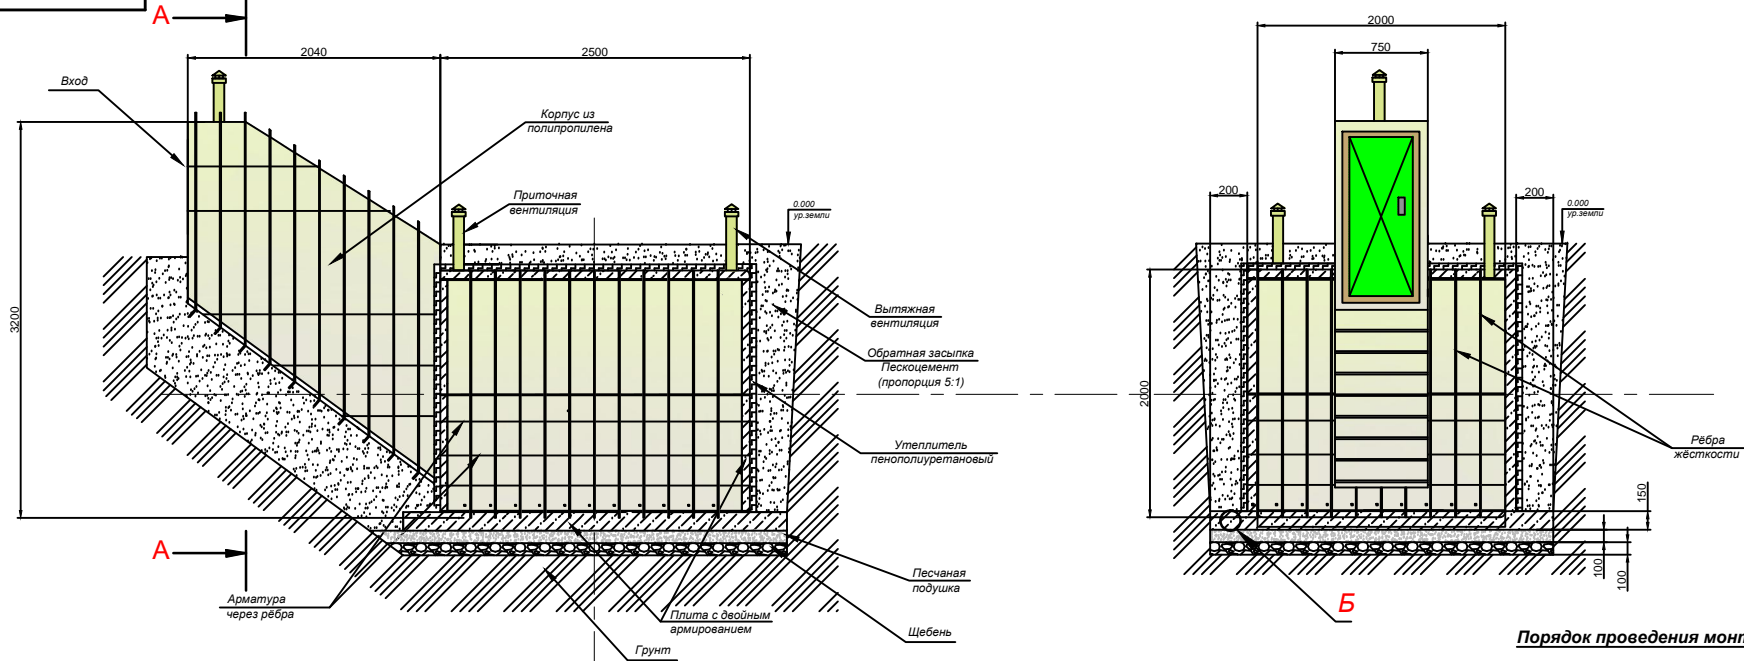 А
2040
2500
Вход
Корпус из
полипропилена
Приточная
вентиляция
0.000
ур.земли
3200
Вытяжная
вентиляция
Обратная засыпка
Пескоцемент
(пропорция 5:1)
Утеплитель
пенополиуретановый
А
Арматура
через рёбра
Плита с двойным
армированием
Песчаная
подушка
Щебень
Грунт
2000
750
200
200
0.000
ур.земли
2000
Рёбра
жёсткости
150
100
100
Б